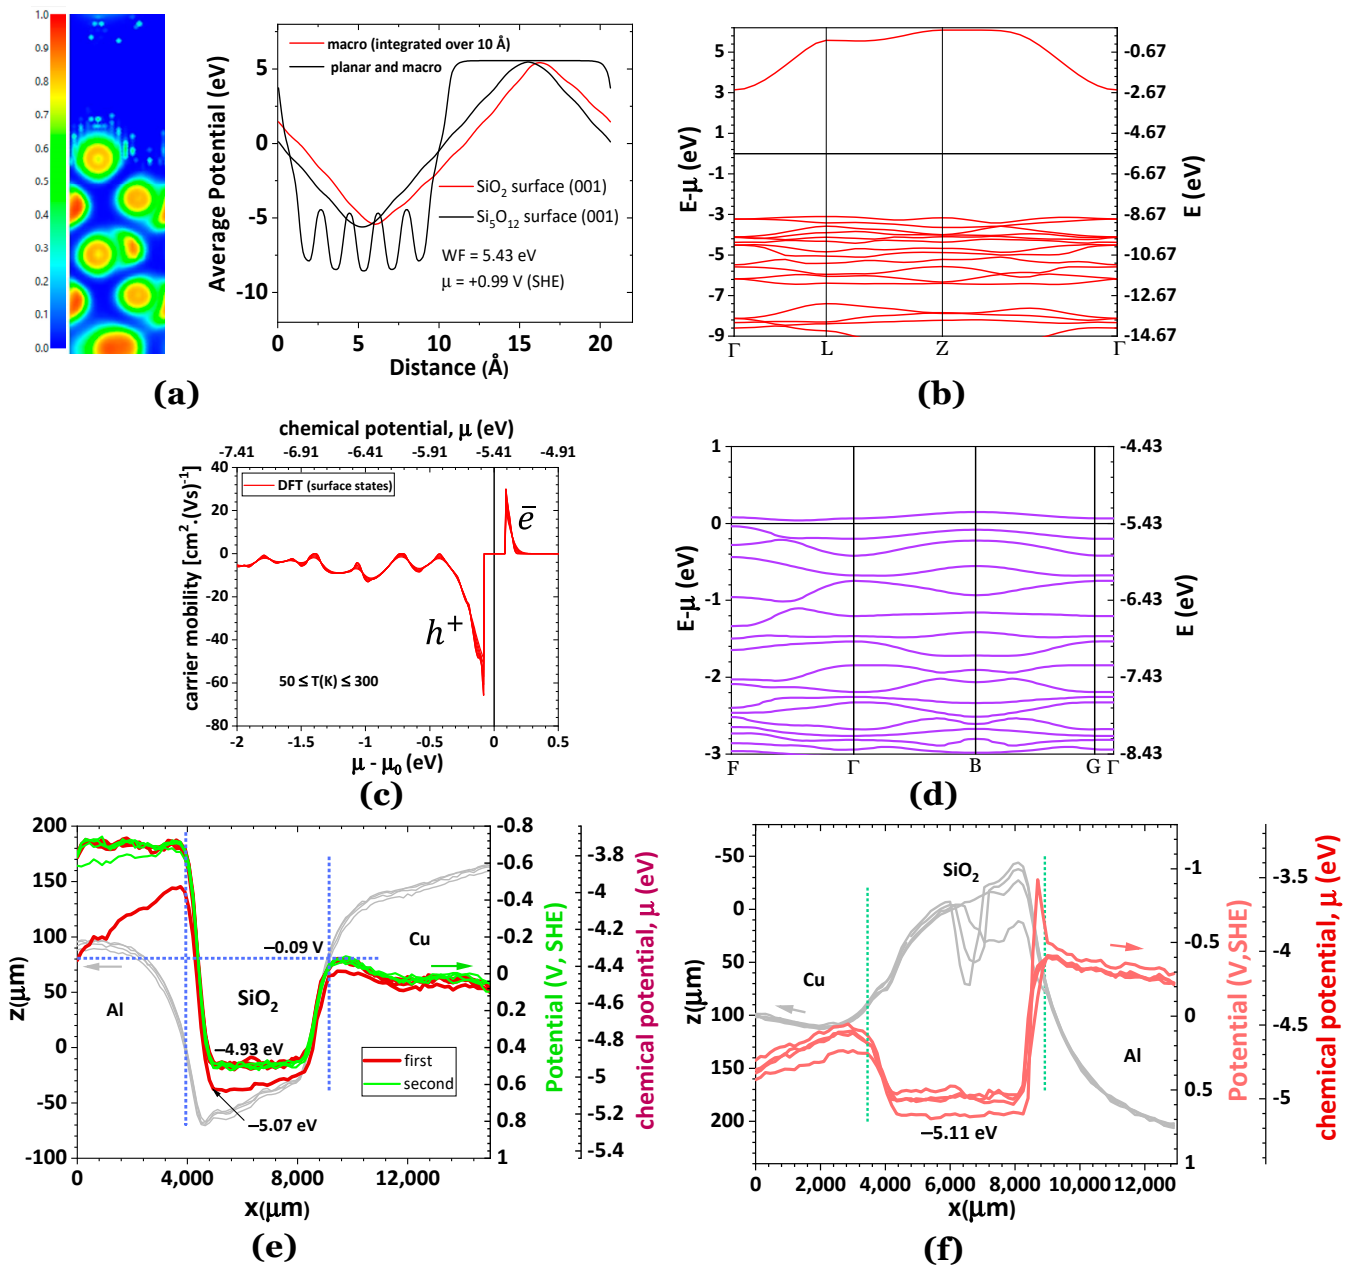 1.0
0.9
0.8
0.7
0.6
0.5
0.4
0.3
0.2
0.1
0.0
Average Potential (eV)
10
5
0
-5
-10
macro (integrated over 10 Å)
planar and macro
SiO2 surface (001)
Si5O12 surface (001)
WF = 5.43 eV
μ = +0.99 V (SHE)
0 5 10 15 20
Distance (Å)
(a)
E-μ (eV)
5
3
1
-1
-3
-5
-7
-9
-0.67
-2.67
-4.67
-6.67
-8.67
-10.67
-12.67
-14.67
E (eV)
Γ L Z Γ
(b)
chemical potential, μ (eV)
-7.41 -6.91 -6.41 -5.91 -5.41 -4.91
carrier mobility [cm2.(Vs)-1]
40
20
0
-20
-40
-60
-80
DFT (surface states)
e̅
h+
50 ≤ T(K) ≤ 300
-2 -1.5 -1 -0.5 0 0.5
μ - μ0 (eV)
(c)
E-μ (eV)
1
0
-1
-2
-3
-4.43
-5.43
-6.43
-7.43
-8.43
E (eV)
F Γ B G Γ
(d)
z(μm)
200
150
100
50
0
-50
-100
Al
SiO2
Cu
−0.09 V
−4.93 eV
−5.07 eV
first
second
0 4,000 8,000 12,000
x(μm)
-0.8
-0.6
-0.4
-0.2
0
0.2
0.4
0.6
0.8
1
Potential (V, SHE)
-3.8
-4
-4.2
-4.4
-4.6
-4.8
-5
-5.2
-5.4
chemical potential, μ (eV)
(e)
z(μm)
-50
0
50
100
150
200
Cu
SiO2
Al
−5.11 eV
0 2,000 4,000 6,000 8,000 10,000 12,000
x(μm)
-1
-0.5
0
0.5
1
Potential (V,SHE)
-3.5
-4
-4.5
-5
chemical potential, μ (eV)
(f)